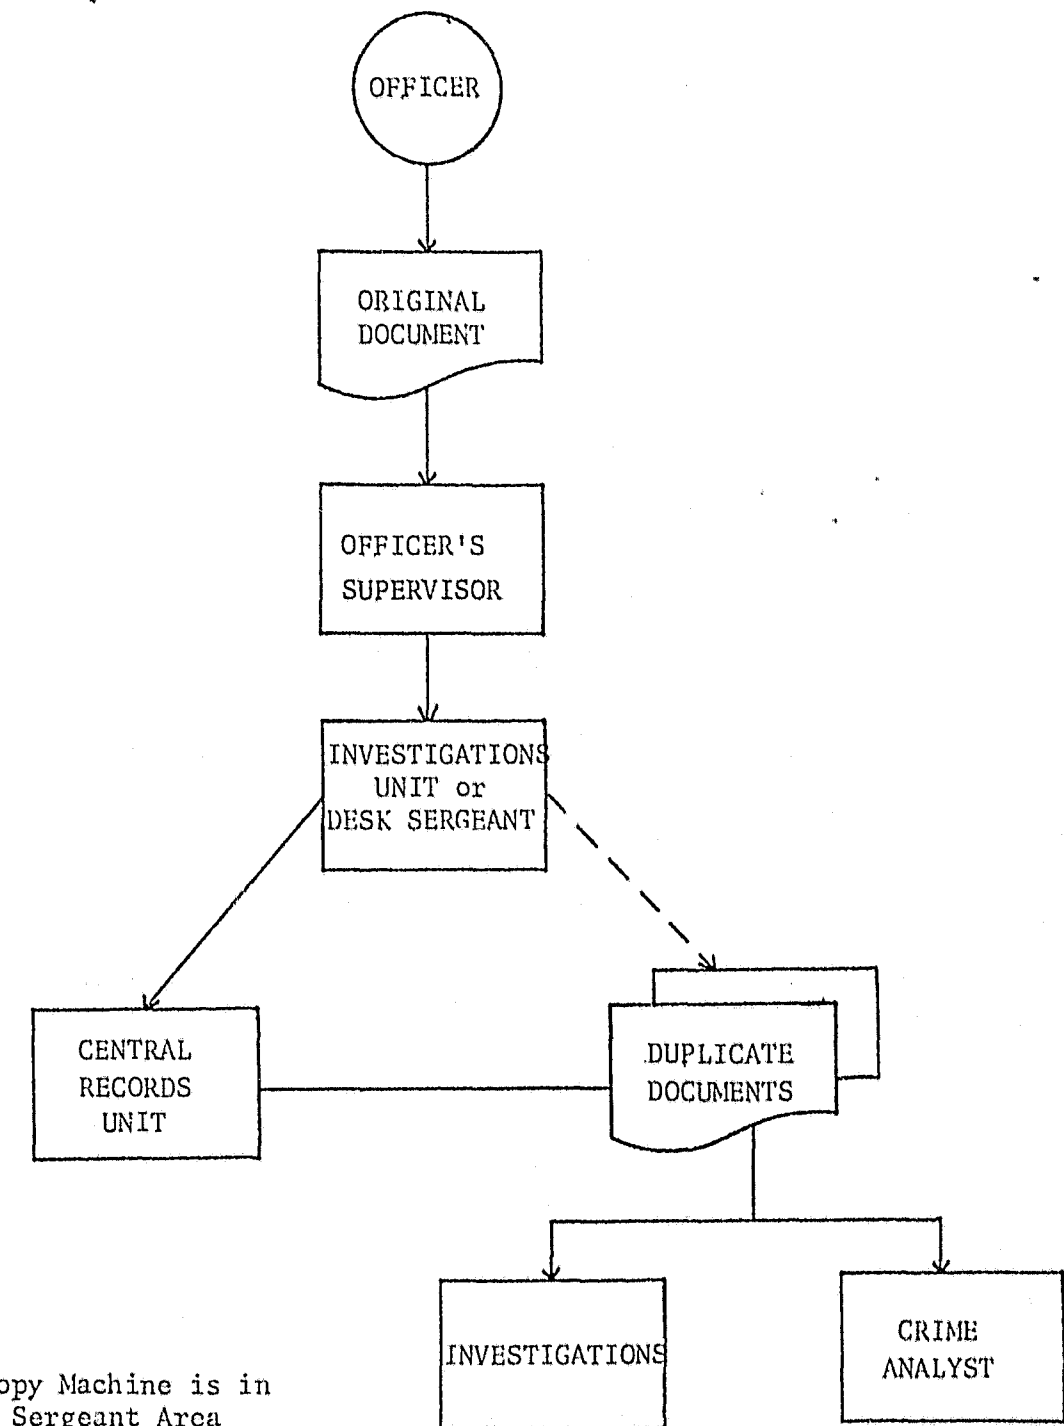 OFFICER
ORIGINAL
DOCUMENT
OFFICER'S
SUPERVISOR
INVESTIGATIONS
UNIT or
DESK SERGEANT
CENTRAL
RECORDS
UNIT
DUPLICATE
DOCUMENTS
INVESTIGATIONS
CRIME
ANALYST
opy Machine is in
Sergeant Area